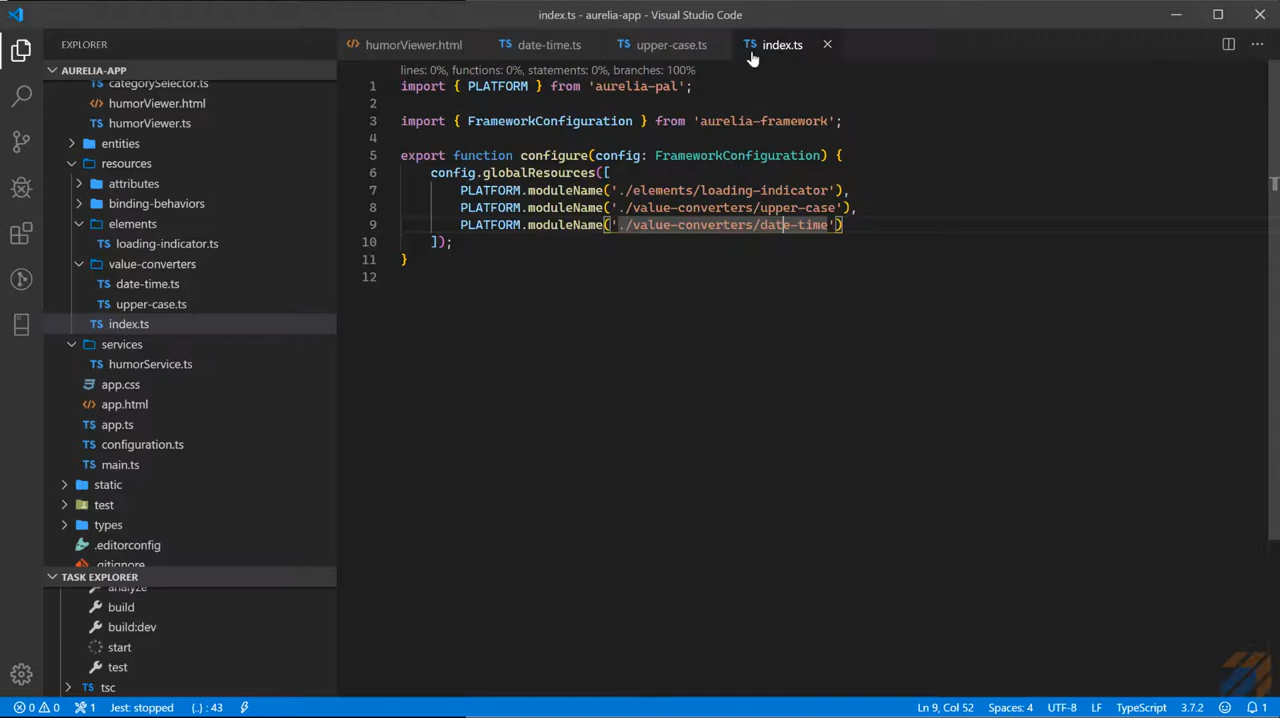 index.ts - aurelia-app - Visual Studio Code
EXPLORER
AURELIA-APP
categorySelector.ts
humorViewer.html
humorViewer.ts
entities
resources
attributes
binding-behaviors
elements
loading-indicator.ts
value-converters
date-time.ts
upper-case.ts
index.ts
services
humorService.ts
app.css
app.html
app.ts
configuration.ts
main.ts
static
test
types
.editorconfig
.gitignore
TASK EXPLORER
analyze
build
build:dev
start
test
tsc
humorViewer.html
date-time.ts
upper-case.ts
index.ts
lines: 0%, functions: 0%, statements: 0%, branches: 100%
1 import { PLATFORM } from 'aurelia-pal';
2
3 import { FrameworkConfiguration } from 'aurelia-framework';
4
5 export function configure(config: FrameworkConfiguration) {
6 config.globalResources([
7 PLATFORM.moduleName('./elements/loading-indicator'),
8 PLATFORM.moduleName('./value-converters/upper-case'),
9 PLATFORM.moduleName('./value-converters/date-time')
10 ]);
11 }
12
0 0 1 Jest: stopped {..} : 43 Ln 9, Col 52 Spaces: 4 UTF-8 LF TypeScript 3.7.2 1